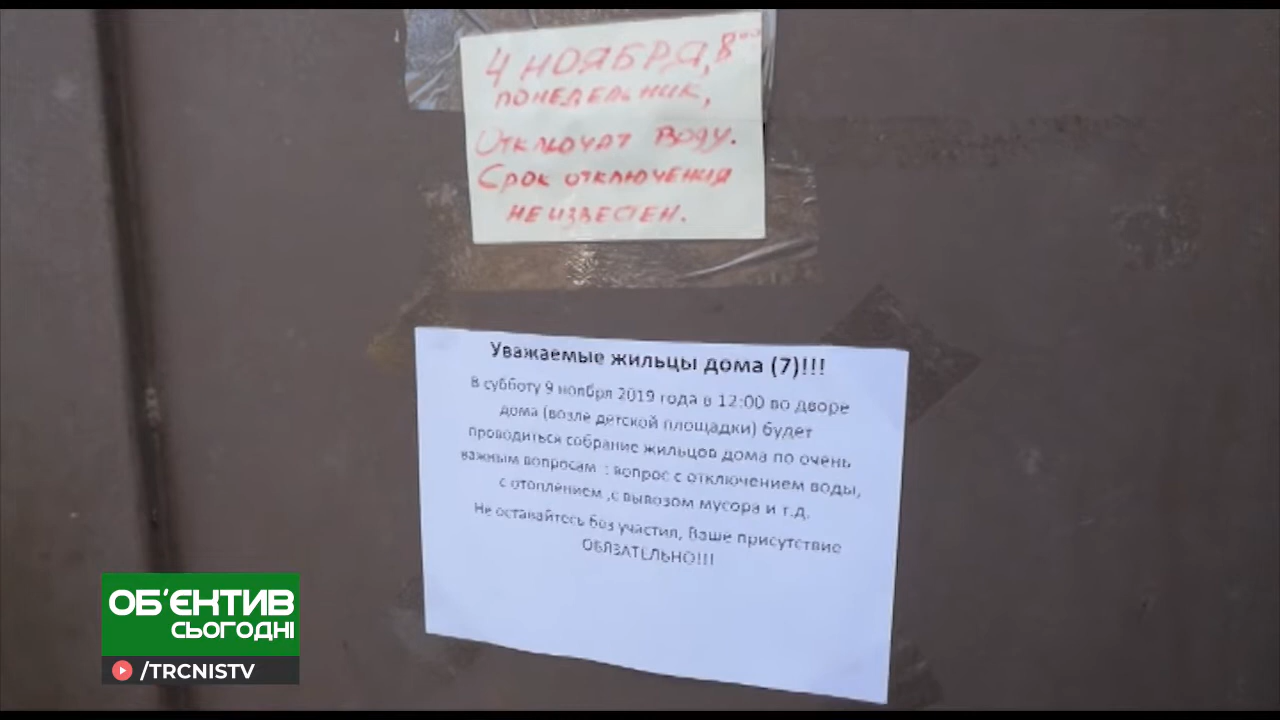 4 НОЯБРЯ, 8⁰⁰
ПОНЕДЕЛЬНИК,
ОТКЛЮЧАТ ВОДУ.
СРОК ОТКЛЮЧЕНИЯ
НЕИЗВЕСТЕН.
Уважаемые жильцы дома (7)!!!
В субботу 9 ноября 2019 года в 12:00 во дворе
дома (возле детской площадки) будет
проводиться собрание жильцов дома по очень
важным вопросам : вопрос с отключением воды,
с отоплением ,с вывозом мусора и т.д.
Не оставайтесь без участия, Ваше присутствие
ОБЯЗАТЕЛЬНО!!!
ОБ'ЄКТИВ
СЬОГОДНІ
/TRCNISTV